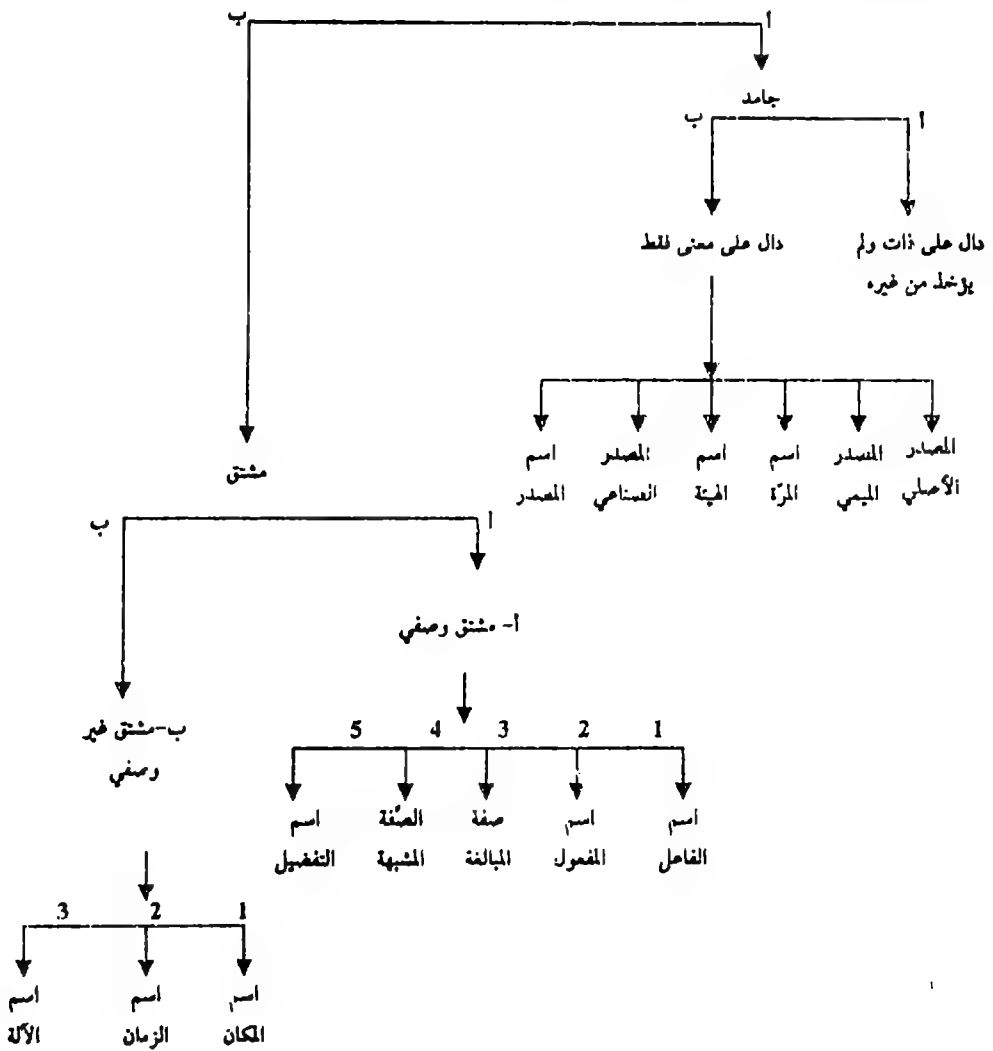 أ ب
جامد
أ ب
دال على ذات ولم
يؤخذ من غيره
دال على معنى فقط
المصدر
الأصلي
المصدر
الميمي
اسم
المرّة
اسم
الهيئة
المصدر
الصناعي
اسم
المصدر
مشتق
أ ب
أ- مشتق وصفي
1 2 3 4 5
اسم
الفاعل
اسم
المفعول
صفة
المبالغة
الصِّفة
المشبهة
اسم
التفضيل
ب-مشتق غير
وصفي
1 2 3
اسم
المكان
اسم
الزمان
اسم
الآلة